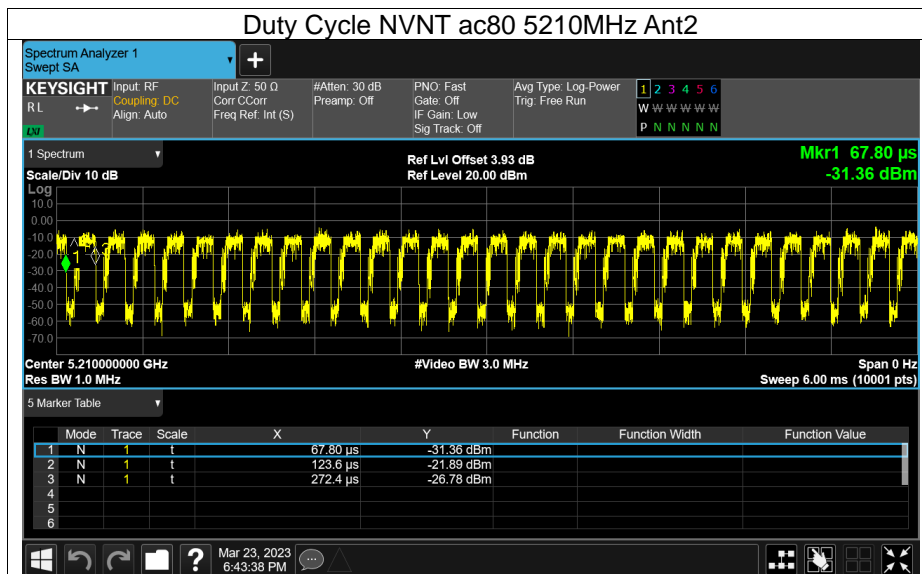 Duty Cycle NVNT ac80 5210MHz Ant2
Spectrum Analyzer 1
Swept SA
+
KEYSIGHT
R L
LXI
Input: RF
Coupling: DC
Align: Auto
Input Z: 50 Ω
Corr CCorr
Freq Ref: Int (S)
#Atten: 30 dB
Preamp: Off
PNO: Fast
Gate: Off
IF Gain: Low
Sig Track: Off
Avg Type: Log-Power
Trig: Free Run
1 2 3 4 5 6
W W W W W W
P N N N N N
1 Spectrum
Scale/Div 10 dB
Ref Lvl Offset 3.93 dB
Ref Level 20.00 dBm
Mkr1 67.80 µs
-31.36 dBm
Log
10.0
0.00
-10.0
-20.0
-30.0
-40.0
-50.0
-60.0
-70.0
1
Center 5.210000000 GHz
Res BW 1.0 MHz
#Video BW 3.0 MHz
Span 0 Hz
Sweep 6.00 ms (10001 pts)
5 Marker Table
Mode Trace Scale X Y Function Function Width Function Value
1 N 1 t 67.80 µs -31.36 dBm
2 N 1 t 123.6 µs -21.89 dBm
3 N 1 t 272.4 µs -26.78 dBm
4
5
6
?
Mar 23, 2023
6:43:38 PM